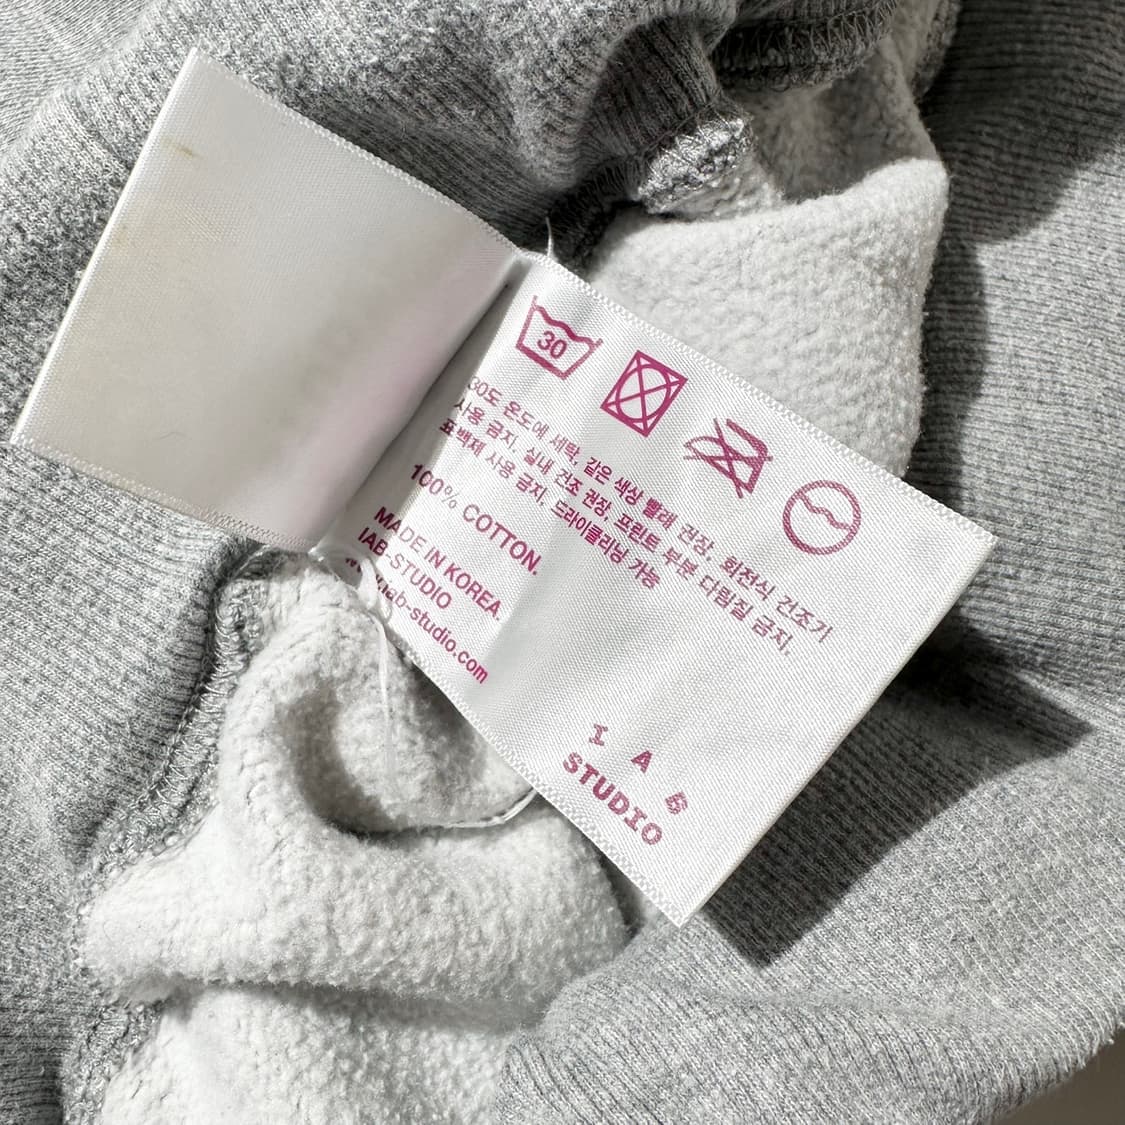 30
30도 온도에 세탁, 같은 색상 빨래 권장, 회전식 건조기
사용 금지, 실내 건조 권장, 프린트 부분 다림질 금지,
표백제 사용 금지, 드라이클리닝 가능
100% COTTON.
MADE IN KOREA.
IAB-STUDIO
www.iab-studio.com
I A B
STUDIO